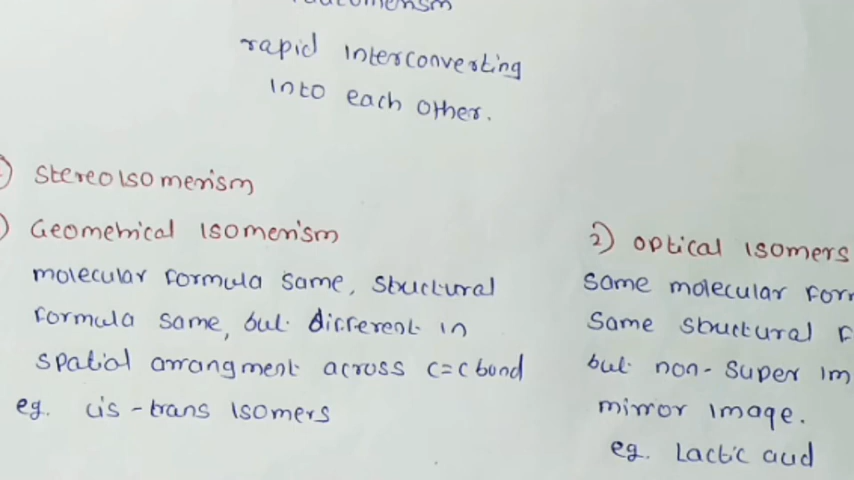 rapid interconverting
into each other.
Stereoisomerism
Geometrical Isomerism
molecular formula same, structural
formula same, but different in
spatial arrangment across c=c bond
eg. cis-trans isomers
2) optical isomers
same molecular
same structural
but non-super
mirror image.
eg. Lactic acid